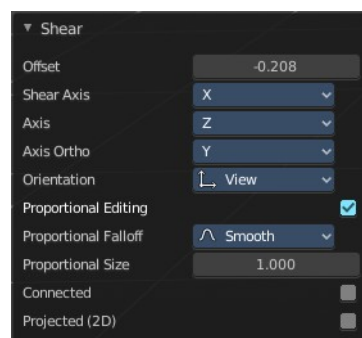 Shear
Offset -0.208
Shear Axis X
Axis Z
Axis Ortho Y
Orientation View
Proportional Editing
Proportional Falloff Smooth
Proportional Size 1.000
Connected
Projected (2D)